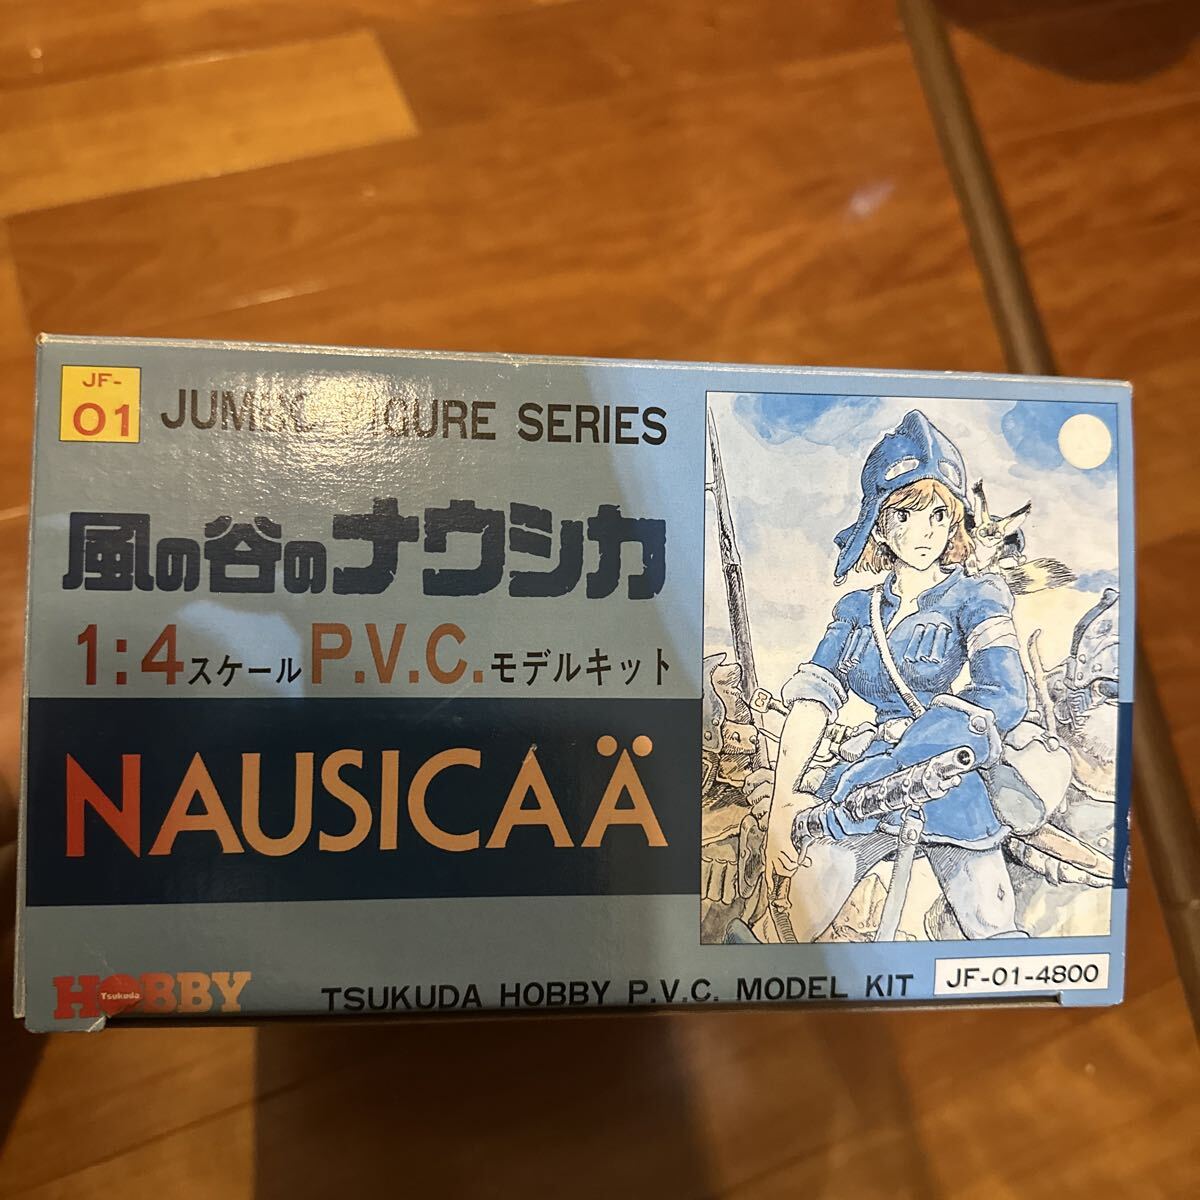 JF-
01
JUMBO FIGURE SERIES
風の谷のナウシカ
1:4スケールP.V.C.モデルキット
NAUSICAÄ
HOBBY
Tsukuda
TSUKUDA HOBBY P.V.C. MODEL KIT
JF-01-4800